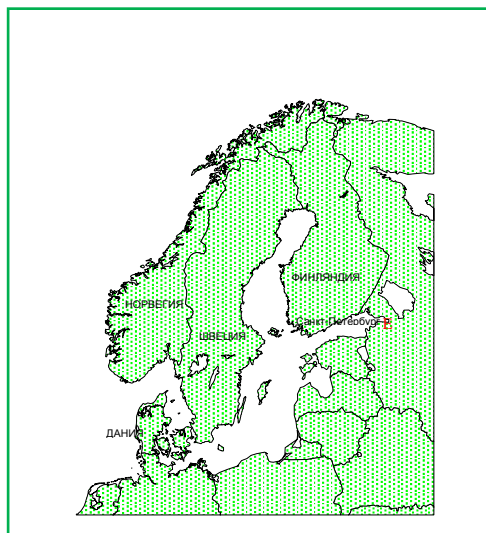 ФИНЛЯНДИЯ
НОРВЕГИЯ
Санкт-Петербург
ШВЕЦИЯ
ДАНИЯ